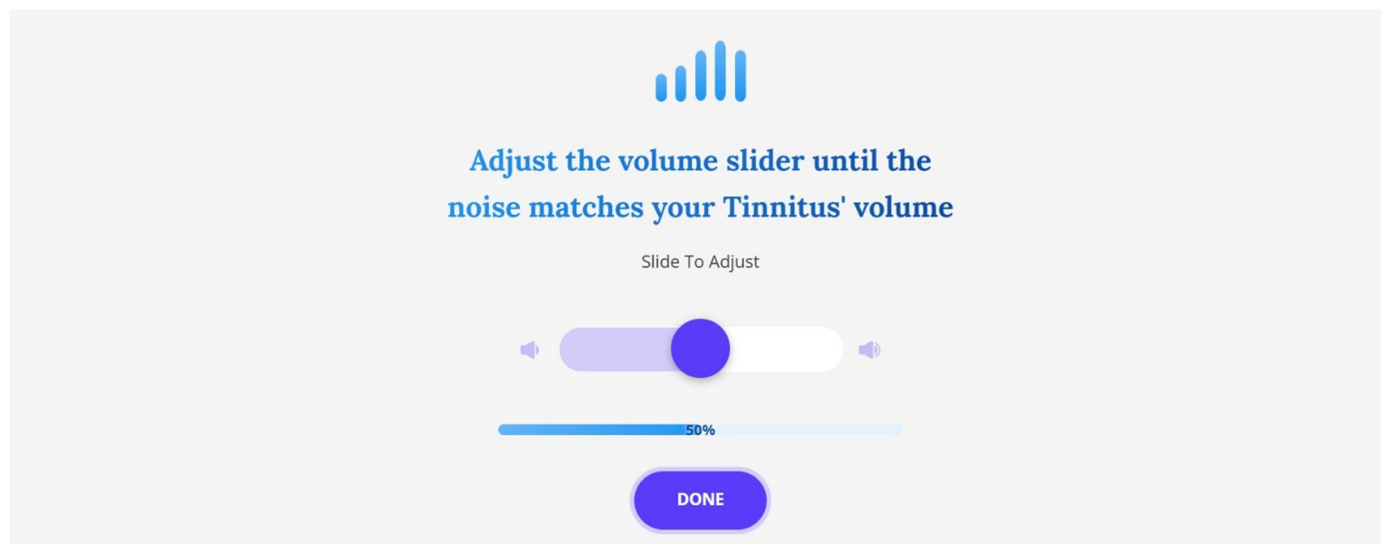 Adjust the volume slider until the
noise matches your Tinnitus' volume
Slide To Adjust
50%
DONE